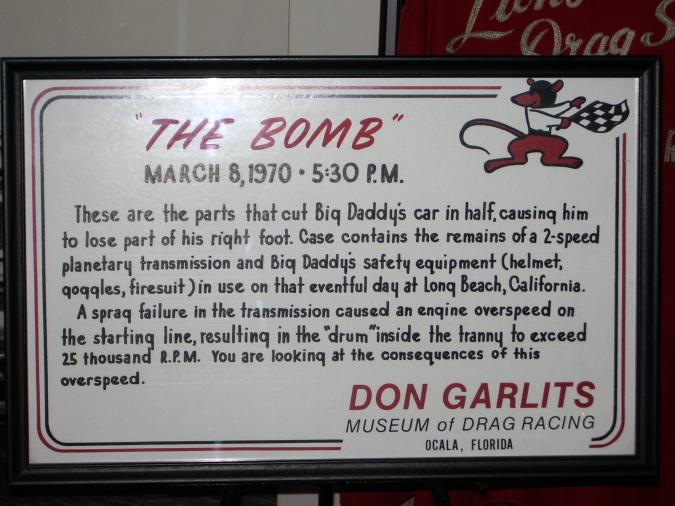 Lions
Drag S
"THE BOMB"
MARCH 8, 1970 • 5:30 P.M.
These are the parts that cut Big Daddy's car in half, causing him
to lose part of his right foot. Case contains the remains of a 2-speed
planetary transmission and Big Daddy's safety equipment (helmet,
goggles, firesuit) in use on that eventful day at Long Beach, California.
A sprag failure in the transmission caused an engine overspeed on
the starting line, resulting in the "drum" inside the tranny to exceed
25 thousand R.P.M. You are looking at the consequences of this
overspeed.
DON GARLITS
MUSEUM of DRAG RACING
OCALA, FLORIDA